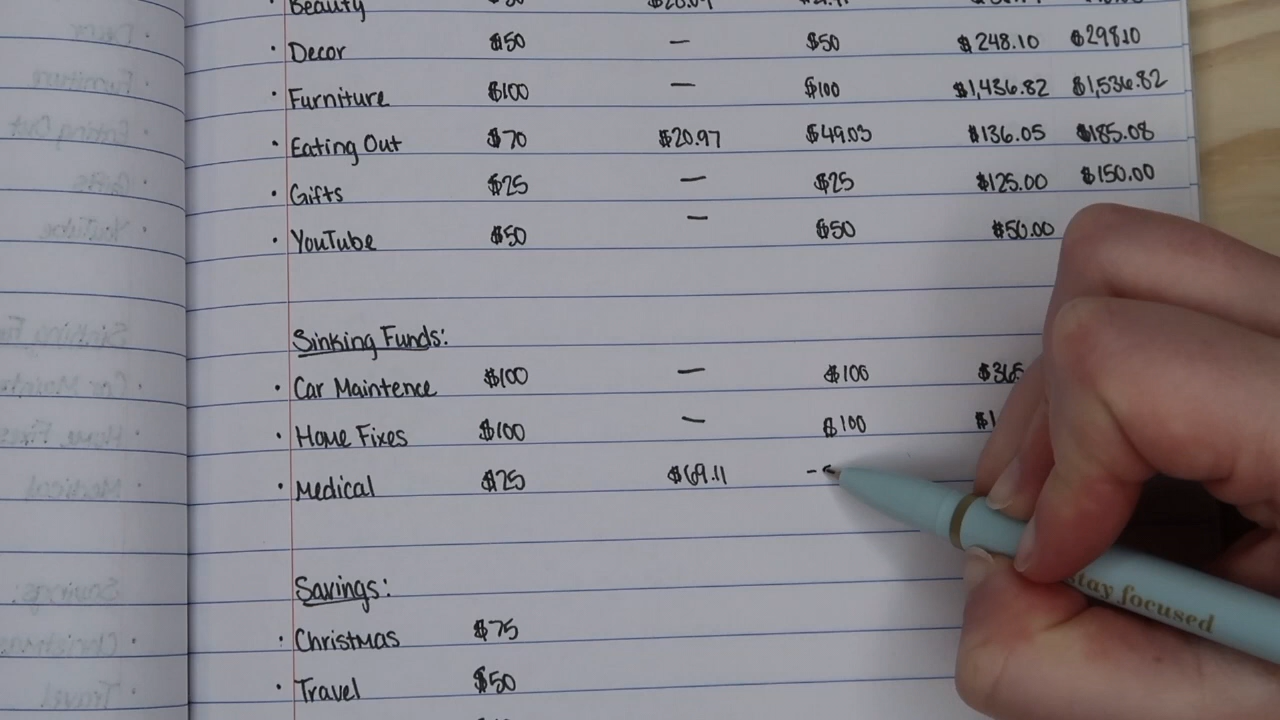 Beauty
• Decor $50 — $50 $248.10 $298.10
• Furniture $100 — $100 $1,436.82 $1,536.82
• Eating Out $70 $20.97 $49.03 $136.05 $185.08
• Gifts $25 — $25 $125.00 $150.00
• YouTube $50 — $50 $50.00
Sinking Funds:
• Car Maintence $100 — $100
• Home Fixes $100 — $100
• Medical $25 $69.11 -
Savings:
• Christmas $75
• Travel $50
stay focused